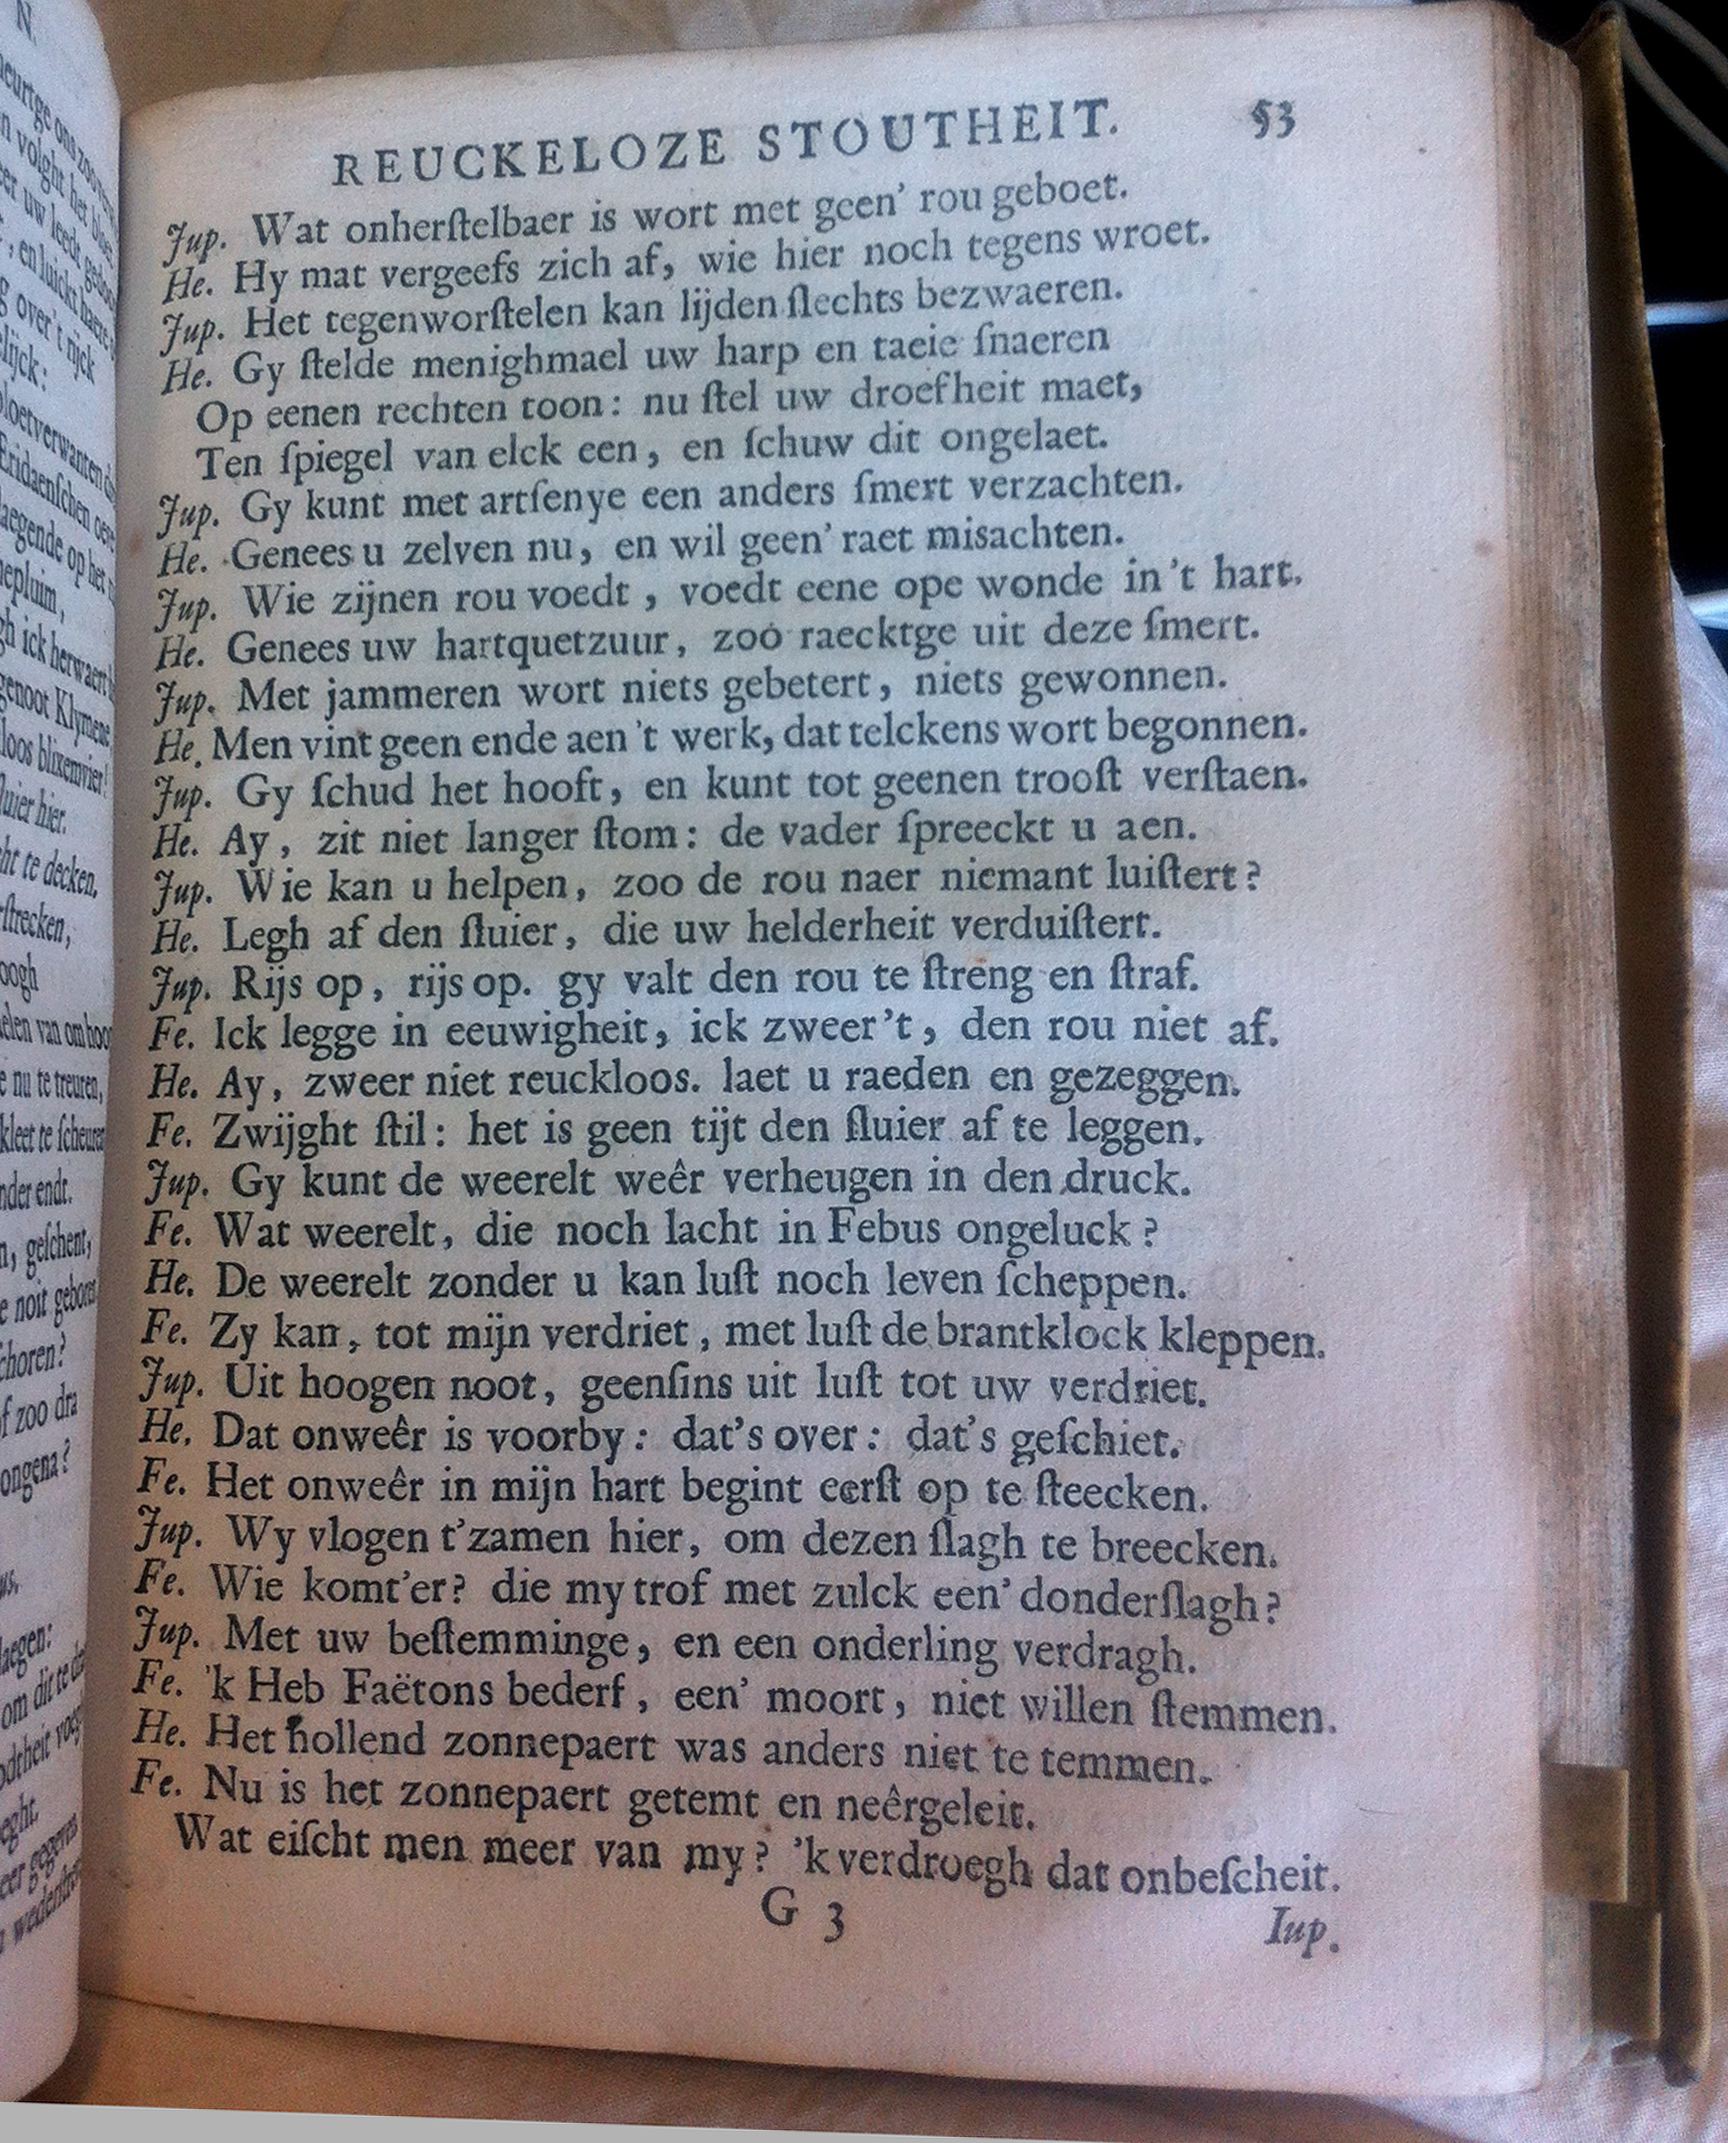 REUCKELOZE STOUTHEIT. 53
Jup. Wat onherſtelbaer is wort met geen' rou geboet.
He. Hy mat vergeefs zich af, wie hier noch tegens wroet.
Jup. Het tegenworſtelen kan lijden ſlechts bezwaeren.
He. Gy ſtelde menighmael uw harp en taeie ſnaeren
Op eenen rechten toon: nu ſtel uw droefheit maet,
Ten ſpiegel van elck een, en ſchuw dit ongelaet.
Jup. Gy kunt met artſenye een anders ſmert verzachten.
He. Genees u zelven nu, en wil geen' raet misachten.
Jup. Wie zijnen rou voedt, voedt eene ope wonde in 't hart.
He. Genees uw hartquetzuur, zoo raecktge uit deze ſmert.
Jup. Met jammeren wort niets gebetert, niets gewonnen.
He. Men vint geen ende aen 't werk, dat telckens wort begonnen.
Jup. Gy ſchud het hooft, en kunt tot geenen trooſt verſtaen.
He. Ay, zit niet langer ſtom: de vader ſpreeckt u aen.
Jup. Wie kan u helpen, zoo de rou naer niemant luiſtert?
He. Legh af den ſluier, die uw helderheit verduiſtert.
Jup. Rijs op, rijs op. gy valt den rou te ſtreng en ſtraf.
Fe. Ick legge in eeuwigheit, ick zweer't, den rou niet af.
He. Ay, zweer niet reuckloos. laet u raeden en gezeggen.
Fe. Zwijght ſtil: het is geen tijt den ſluier af te leggen.
Jup. Gy kunt de weerelt weêr verheugen in den druck.
Fe. Wat weerelt, die noch lacht in Febus ongeluck?
He. De weerelt zonder u kan luſt noch leven ſcheppen.
Fe. Zy kan, tot mijn verdriet, met luſt de brantklock kleppen.
Jup. Uit hoogen noot, geenſins uit luſt tot uw verdriet.
He. Dat onweêr is voorby: dat's over: dat's geſchiet.
Fe. Het onweêr in mijn hart begint eerſt op te ſteecken.
Jup. Wy vlogen t'zamen hier, om dezen ſlagh te breecken.
Fe. Wie komt'er? die my trof met zulck een' donderſlagh?
Jup. Met uw beſtemminge, en een onderling verdragh.
Fe. 'k Heb Faëtons bederf, een' moort, niet willen ſtemmen.
He. Het hollend zonnepaert was anders niet te temmen.
Fe. Nu is het zonnepaert getemt en neêrgeleit.
Wat eiſcht men meer van my? 'k verdroegh dat onbeſcheit.
G 3 Iup.